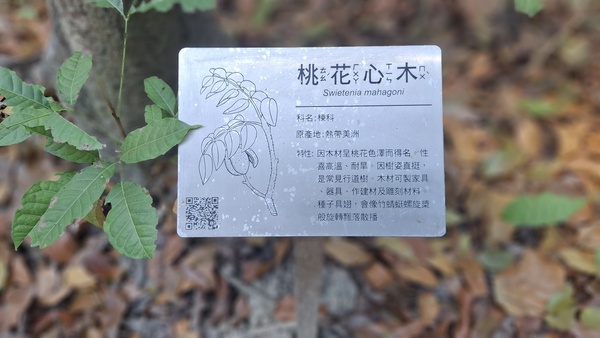 桃花心木
ㄊㄠˊ ㄏㄨㄚ ㄒㄧㄣ ㄇㄨˋ
Swietenia mahagoni
科名:楝科
原產地:熱帶美洲
特性:因木材呈桃花色澤而得名。性
喜高溫、耐旱。因樹姿直挺,
是常見行道樹。木材可製家具
、器具、作建材及雕刻材料。
種子具翅,會像竹蜻蜓螺旋槳
般旋轉飄落散播